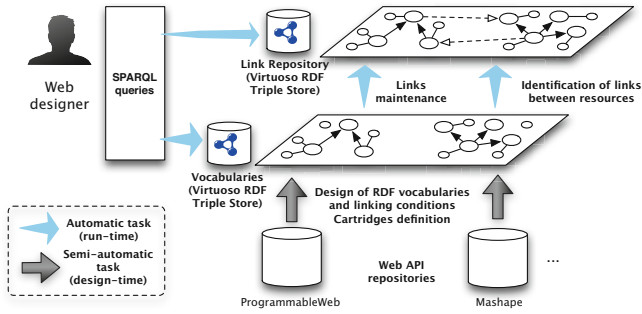 Web
designer
SPARQL
queries
Link Repository
(Virtuoso RDF
Triple Store)
Links
maintenance
Identification of links
between resources
Vocabularies
(Virtuoso RDF
Triple Store)
Design of RDF vocabularies
and linking conditions
Cartridges definition
Automatic task
(run-time)
Semi-automatic
task
(design-time)
Web API
repositories
...
ProgrammableWeb
Mashape